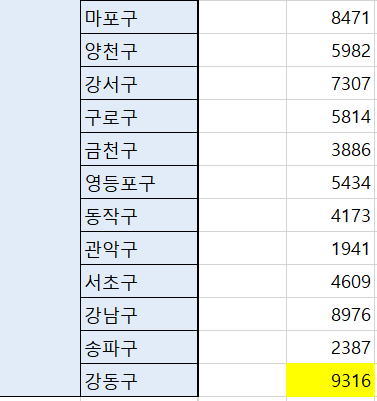 마포구 8471
양천구 5982
강서구 7307
구로구 5814
금천구 3886
영등포구 5434
동작구 4173
관악구 1941
서초구 4609
강남구 8976
송파구 2387
강동구 9316